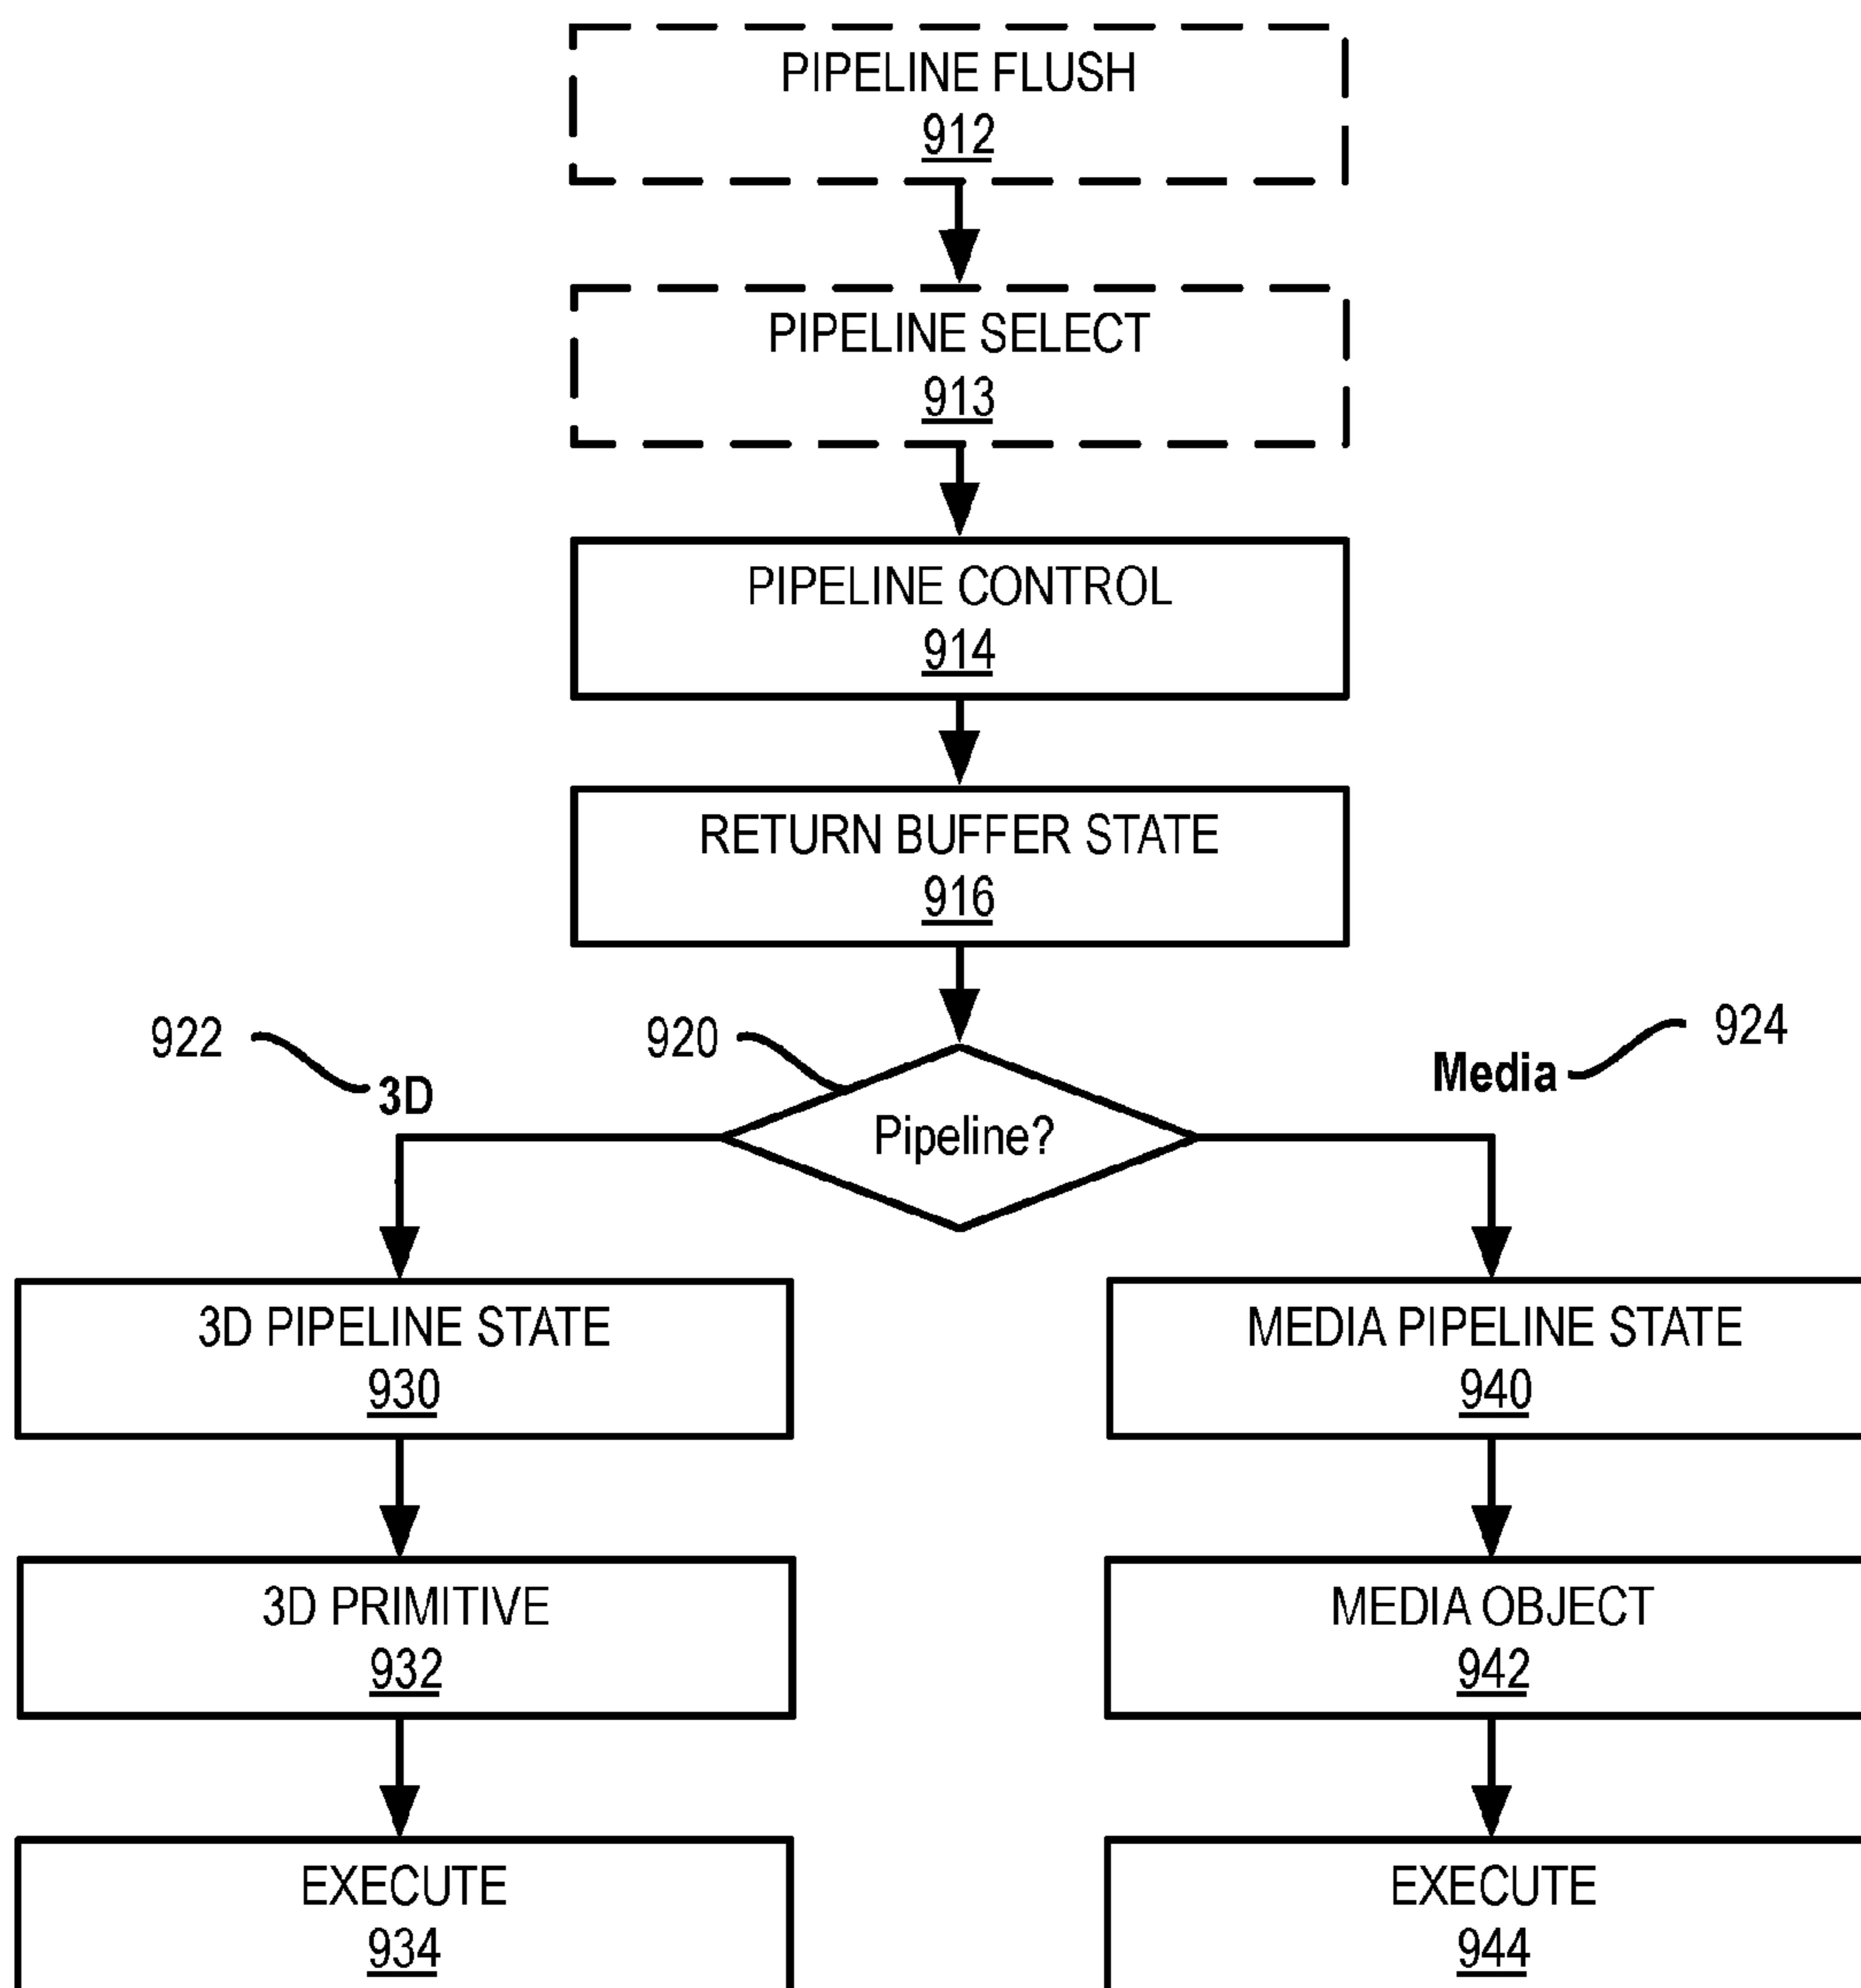 PIPELINE FLUSH
912
PIPELINE SELECT
913
PIPELINE CONTROL
914
RETURN BUFFER STATE
916
922
3D
920
Pipeline?
Media
924
3D PIPELINE STATE
930
MEDIA PIPELINE STATE
940
3D PRIMITIVE
932
MEDIA OBJECT
942
EXECUTE
934
EXECUTE
944